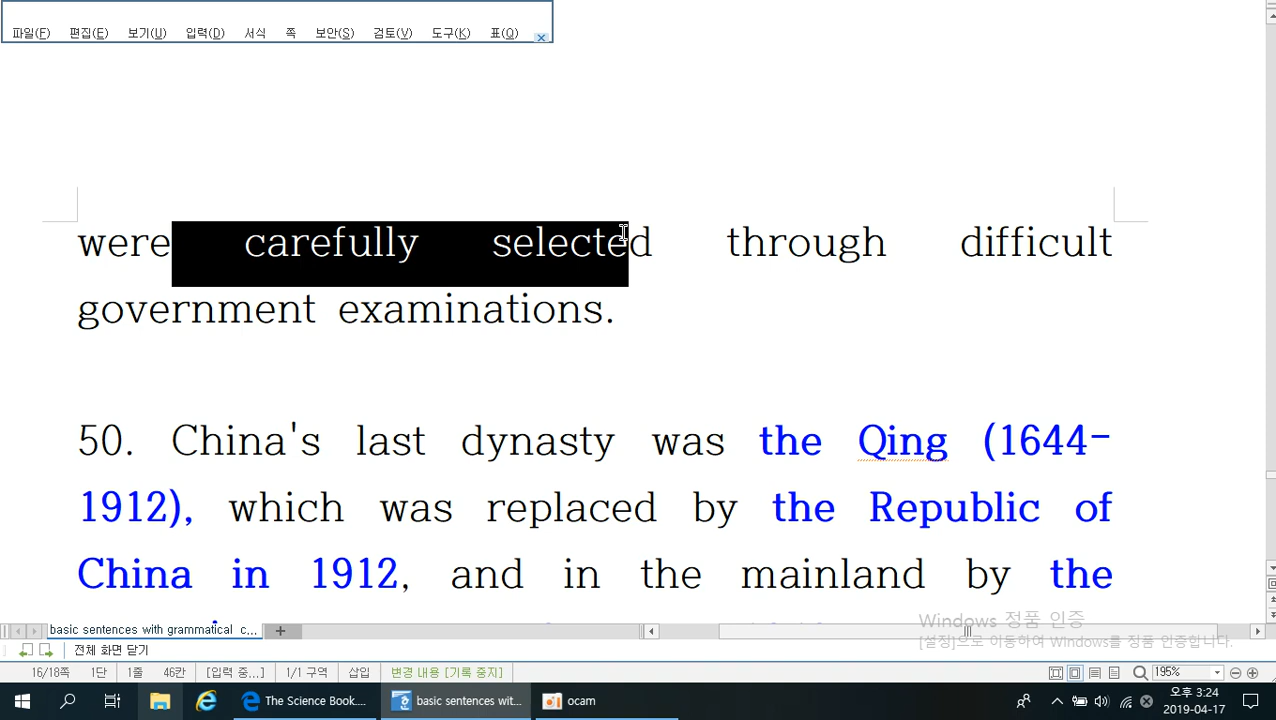 파일(F) 편집(E) 보기(U) 입력(D) 서식 쪽 보안(S) 검토(V) 도구(K) 표(Q)
were carefully selected through difficult
government examinations.
50. China's last dynasty was the Qing (1644-
1912), which was replaced by the Republic of
China in 1912, and in the mainland by the
Windows 정품 인증
[설정]으로 이동하여 Windows를 정품 인증합니다.
basic sentences with grammatical c...
전체 화면 닫기
16/18쪽 1단 1줄 46칸 [입력 중...] 1/1 구역 삽입 변경 내용 [기록 중지] 195%
The Science Book.... basic sentences wit... ocam 오후 3:24
2019-04-17